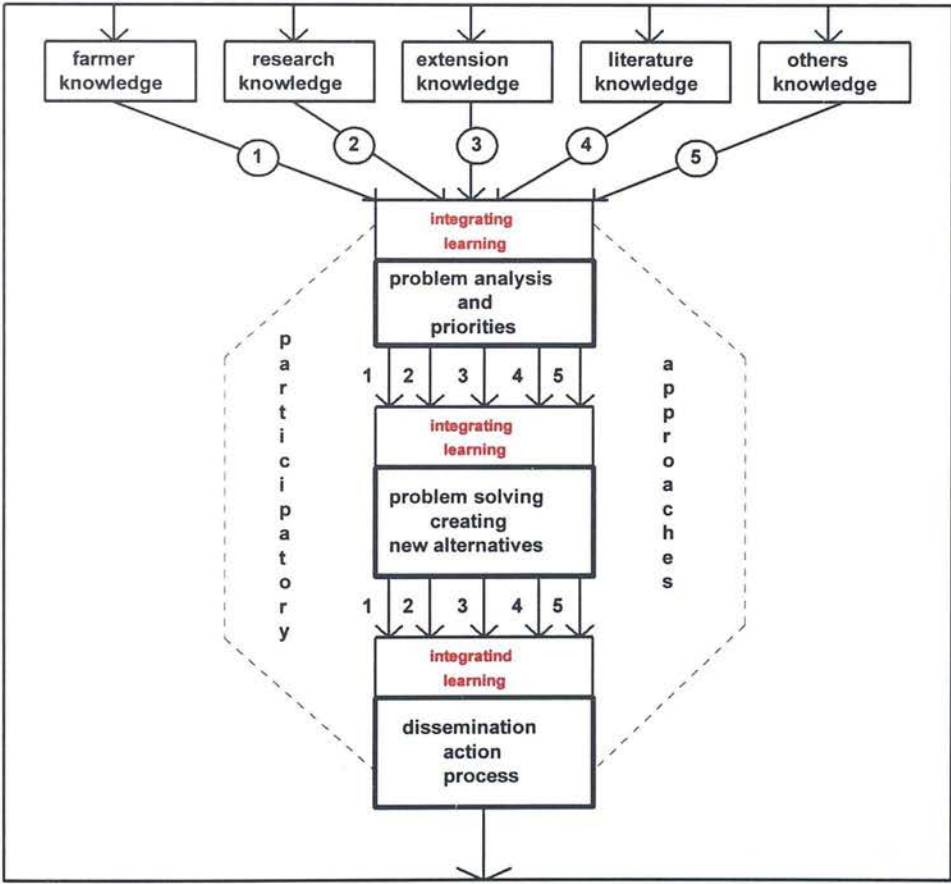 farmer knowledge
research knowledge
extension knowledge
literature knowledge
others knowledge
1
2
3
4
5
integrating
learning
problem analysis
and
priorities
participatory
approaches
1 2 3 4 5
integrating
learning
problem solving
creating
new alternatives
1 2 3 4 5
integratind
learning
dissemination
action
process